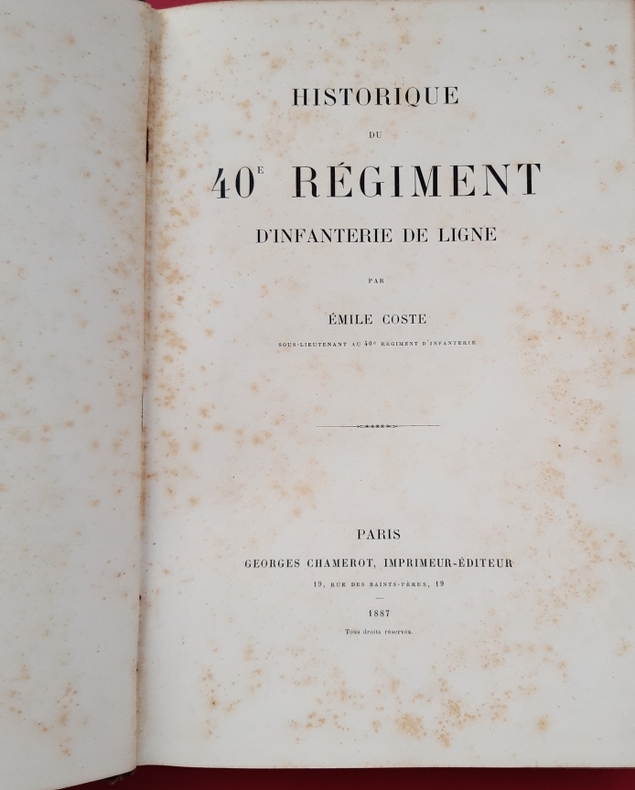 HISTORIQUE
DU
40E RÉGIMENT
D'INFANTERIE DE LIGNE
PAR
ÉMILE COSTE
SOUS-LIEUTENANT AU 40e RÉGIMENT D'INFANTERIE
PARIS
GEORGES CHAMEROT, IMPRIMEUR-ÉDITEUR
19, RUE DES SAINTS-PÈRES, 19
1887
Tous droits réservés.